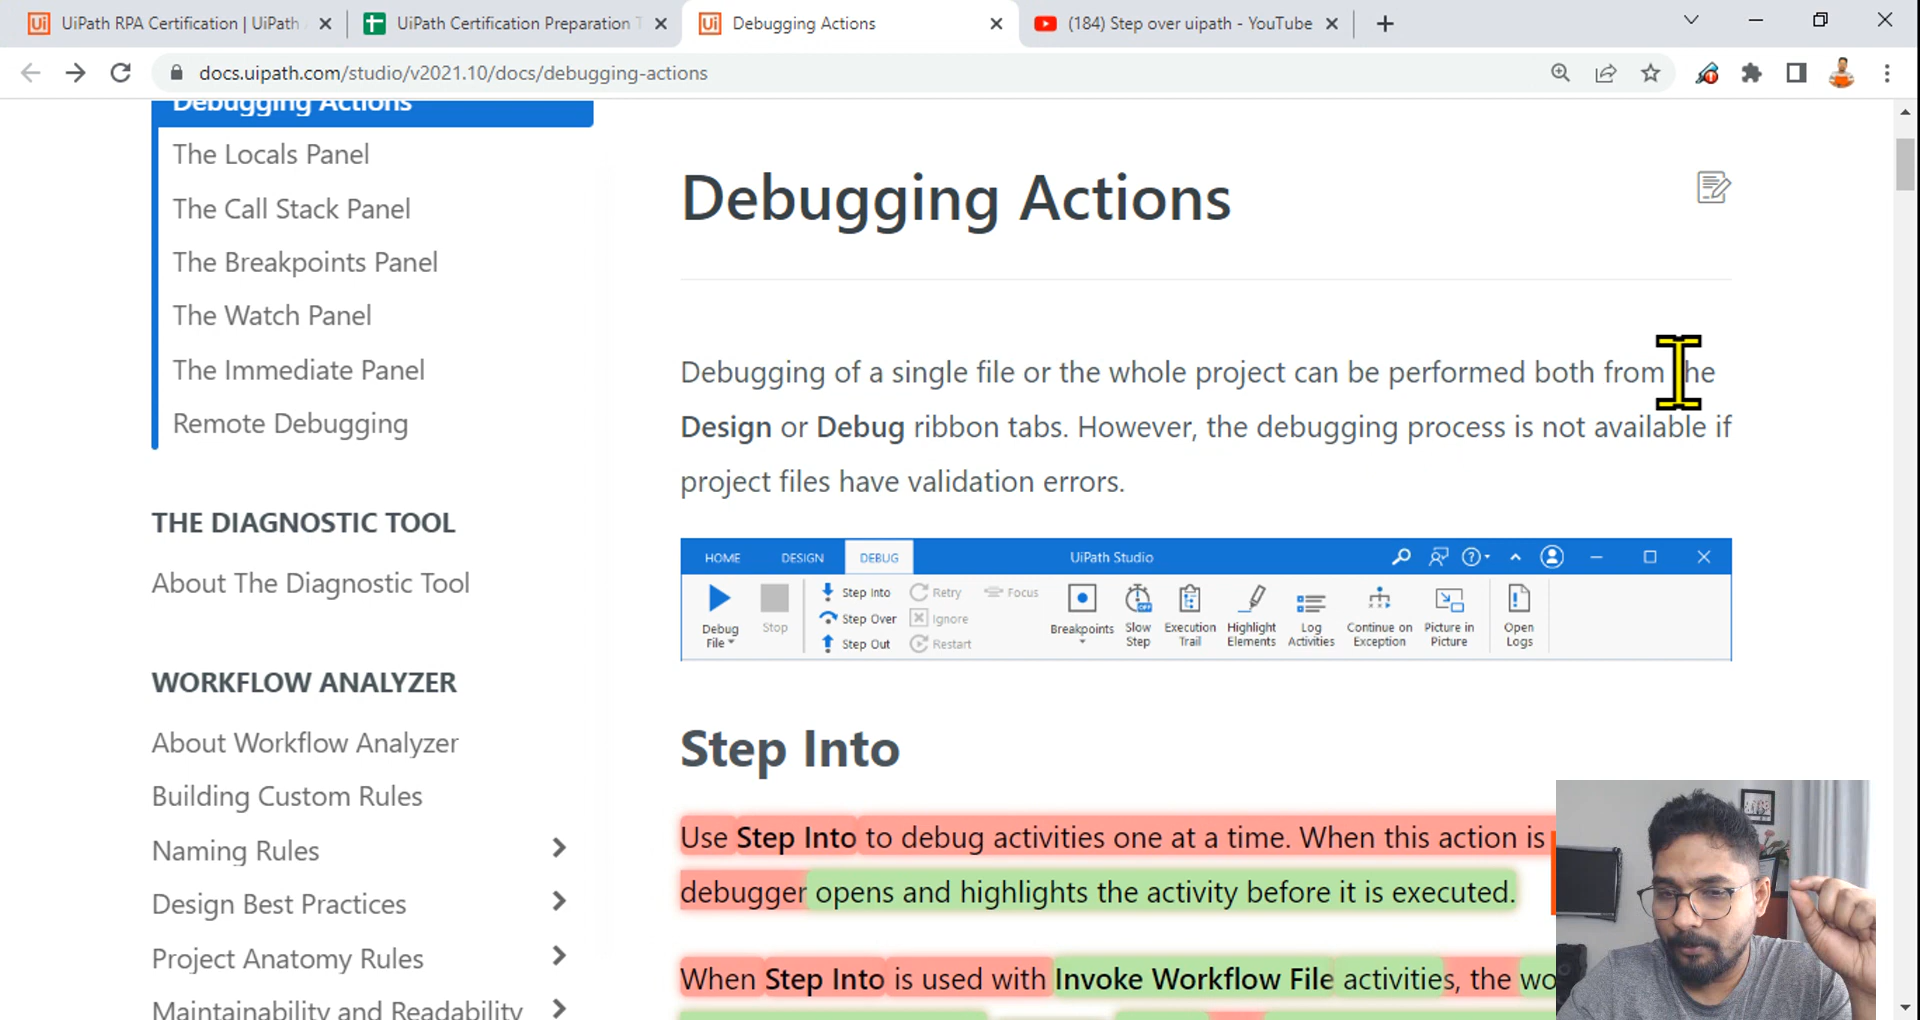 UiPath RPA Certification | UiPath
UiPath Certification Preparation
Debugging Actions
(184) Step over uipath - YouTube
docs.uipath.com/studio/v2021.10/docs/debugging-actions
Debugging Actions
The Locals Panel
The Call Stack Panel
The Breakpoints Panel
The Watch Panel
The Immediate Panel
Remote Debugging
THE DIAGNOSTIC TOOL
About The Diagnostic Tool
WORKFLOW ANALYZER
About Workflow Analyzer
Building Custom Rules
Naming Rules
Design Best Practices
Project Anatomy Rules
Maintainability and Readability
Debugging Actions
Debugging of a single file or the whole project can be performed both from the
Design or Debug ribbon tabs. However, the debugging process is not available if
project files have validation errors.
HOME DESIGN DEBUG UiPath Studio
Debug File
Stop
Step Into
Step Over
Step Out
Retry
Ignore
Restart
Focus
Breakpoints
Slow Step
Execution Trail
Highlight Elements
Log Activities
Continue on Exception
Picture in Picture
Open Logs
Step Into
Use Step Into to debug activities one at a time. When this action is
debugger opens and highlights the activity before it is executed.
When Step Into is used with Invoke Workflow File activities, the